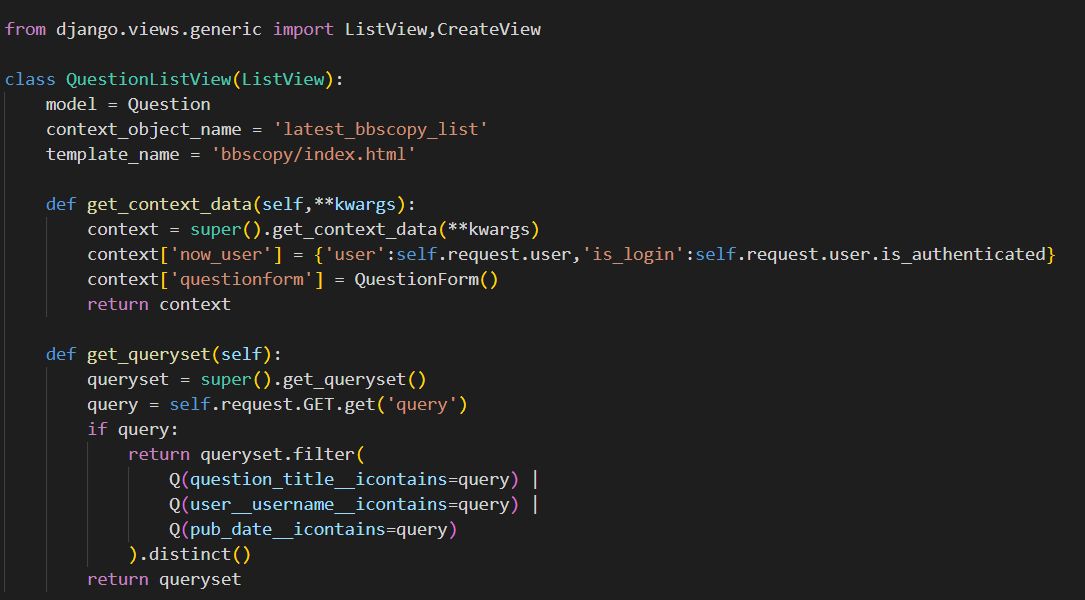 from django.views.generic import ListView,CreateView
class QuestionListView(ListView):
    model = Question
    context_object_name = 'latest_bbscopy_list'
    template_name = 'bbscopy/index.html'
    def get_context_data(self,**kwargs):
        context = super().get_context_data(**kwargs)
        context['now_user'] = {'user':self.request.user,'is_login':self.request.user.is_authenticated}
        context['questionform'] = QuestionForm()
        return context
    def get_queryset(self):
        queryset = super().get_queryset()
        query = self.request.GET.get('query')
        if query:
            return queryset.filter(
                Q(question_title__icontains=query) |
                Q(user__username__icontains=query) |
                Q(pub_date__icontains=query)
            ).distinct()
        return queryset